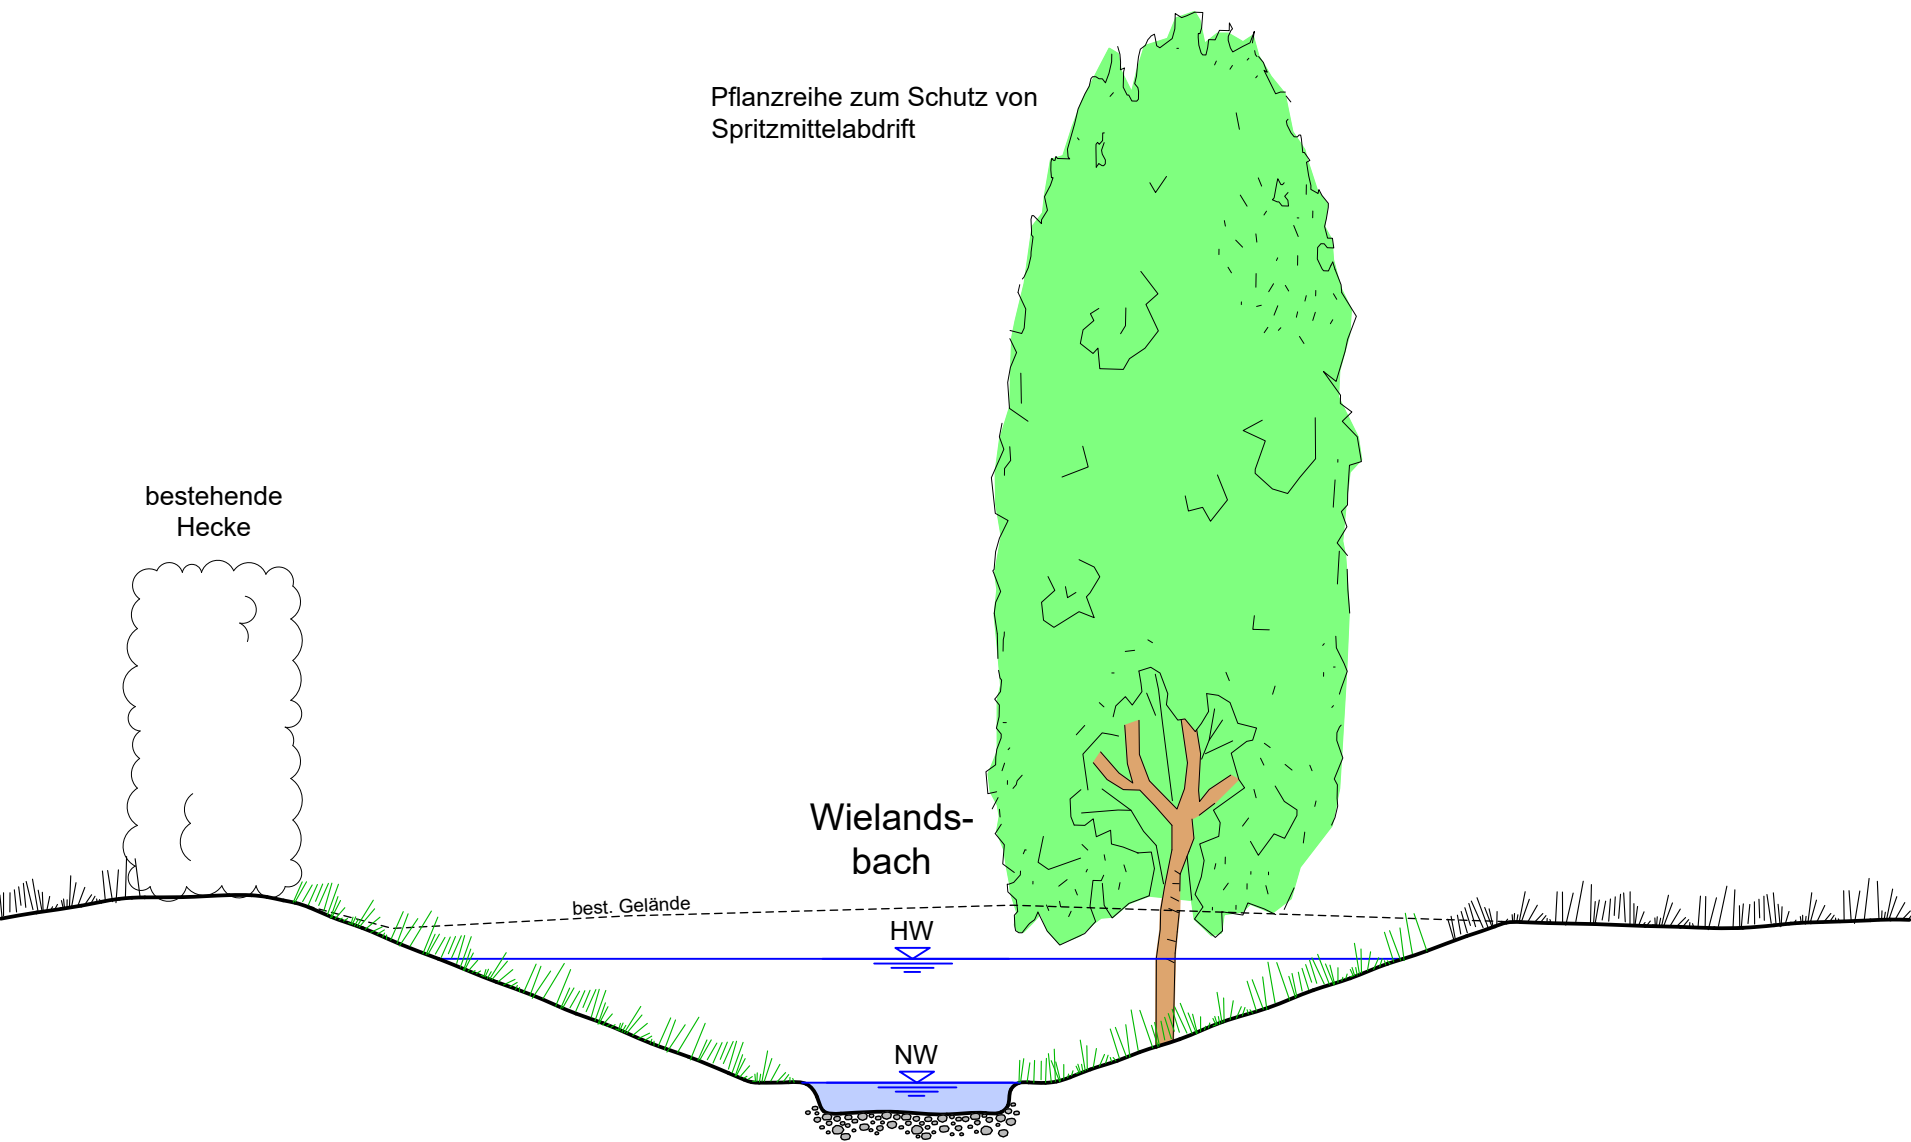 Pflanzreihe zum Schutz von
Spritzmittelabdrift
bestehende
Hecke
Wielands-
bach
best. Gelände
HW
NW